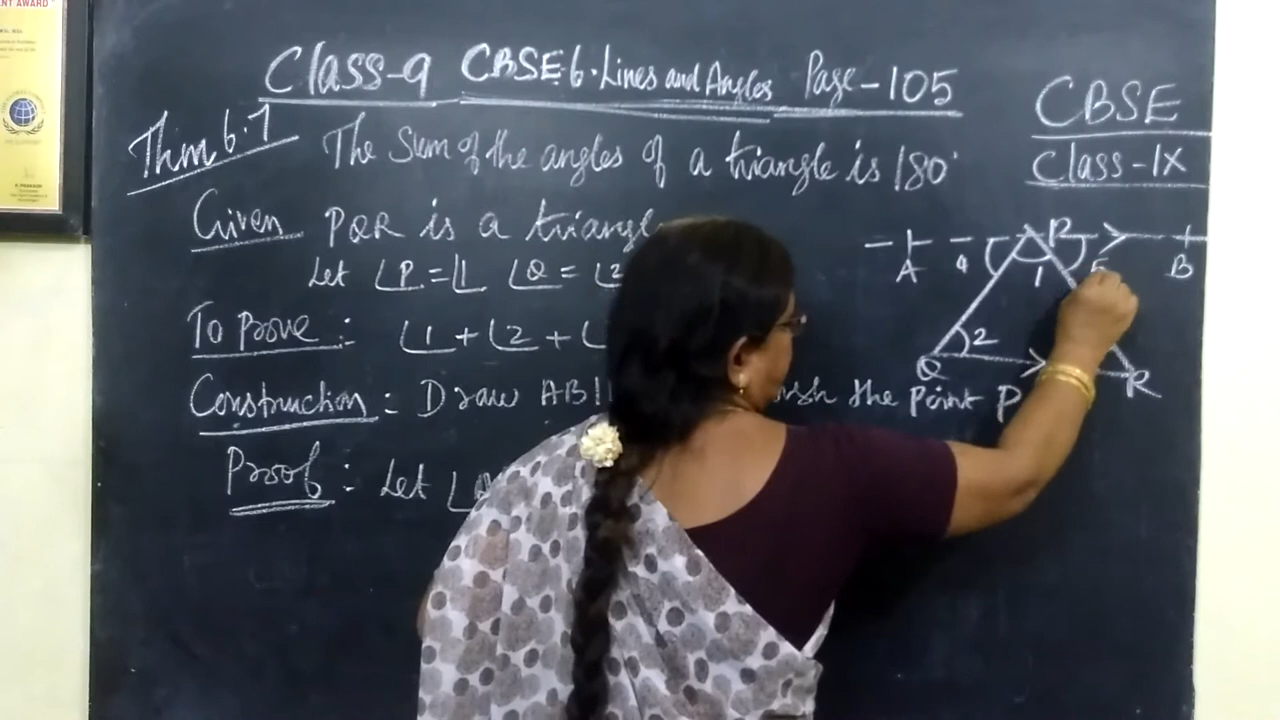 ENT AWARD"
Class-9 CBSE 6. Lines and Angles Page-105
CBSE
Class-IX
Thm 6.7 The Sum of the angles of a triangle is 180°
Given PQR is a triangle
Let ∠P = ∠1 ∠Q = ∠2
To Prove : ∠1 + ∠2 + ∠
Construction : Draw AB || the Point P
Proof : Let ∠
A 4 P 1 5 B
2
Q R